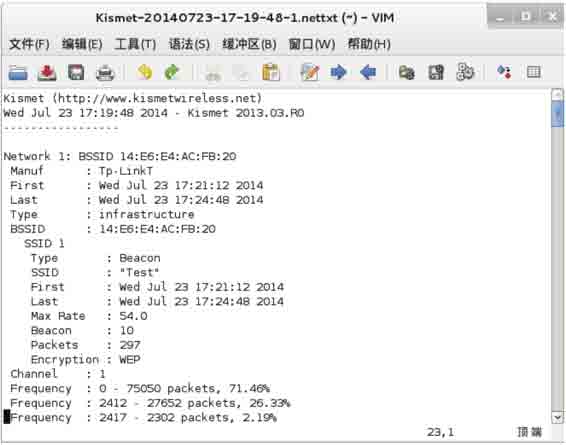 Kismet-20140723-17-19-48-1.nettxt (~) - VIM
文件(F) 编辑(E) 工具(T) 语法(S) 缓冲区(B) 窗口(W) 帮助(H)
Kismet (http://www.kismetwireless.net)
Wed Jul 23 17:19:48 2014 - Kismet 2013.03.R0
-----------------
Network 1: BSSID 14:E6:E4:AC:FB:20
Manuf : Tp-LinkT
First : Wed Jul 23 17:21:12 2014
Last : Wed Jul 23 17:24:48 2014
Type : infrastructure
BSSID : 14:E6:E4:AC:FB:20
SSID 1
Type : Beacon
SSID : "Test"
First : Wed Jul 23 17:21:12 2014
Last : Wed Jul 23 17:24:48 2014
Max Rate : 54.0
Beacon : 10
Packets : 297
Encryption : WEP
Channel : 1
Frequency : 0 - 75050 packets, 71.46%
Frequency : 2412 - 27652 packets, 26.33%
Frequency : 2417 - 2302 packets, 2.19%
23,1 顶端